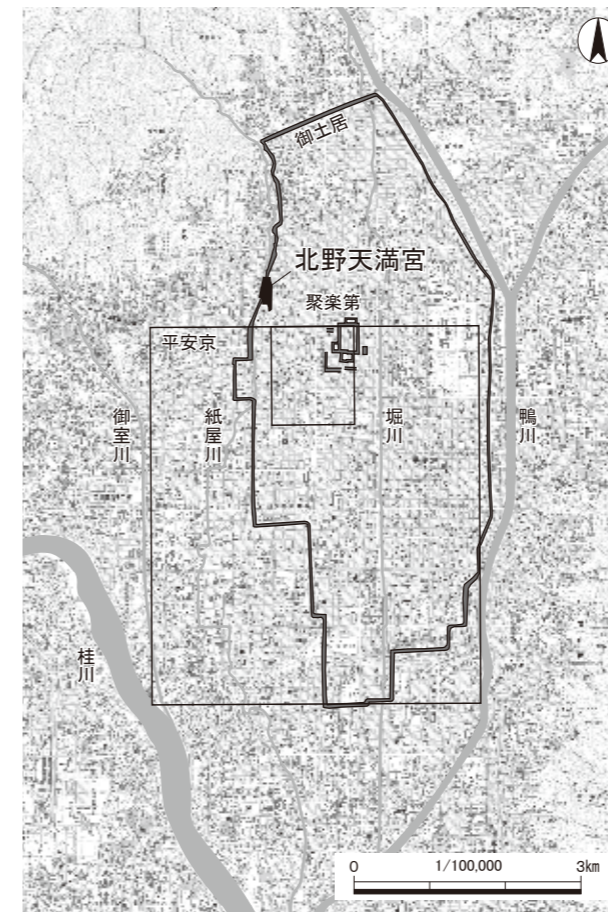 御土居
北野天満宮
聚楽第
平安京
御室川
紙屋川
堀川
鴨川
桂川
0 1/100,000 3km